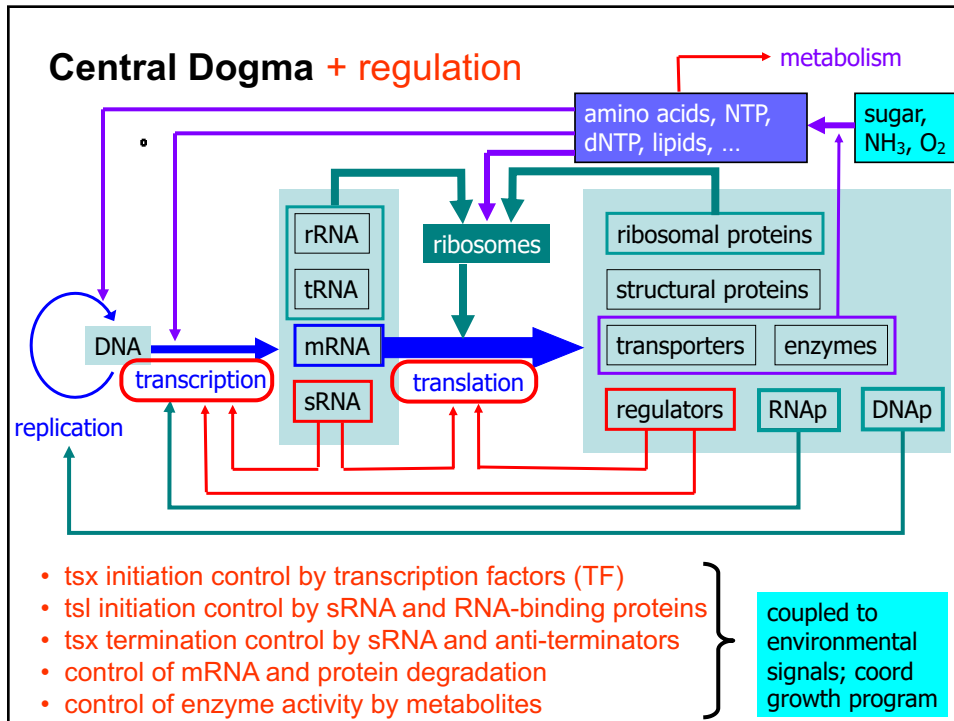 Central Dogma + regulation
metabolism
amino acids, NTP,
dNTP, lipids, …
sugar,
NH₃, O₂
rRNA
tRNA
mRNA
sRNA
ribosomes
ribosomal proteins
structural proteins
transporters
enzymes
regulators
RNAp
DNAp
DNA
transcription
translation
replication
• tsx initiation control by transcription factors (TF)
• tsl initiation control by sRNA and RNA-binding proteins
• tsx termination control by sRNA and anti-terminators
• control of mRNA and protein degradation
• control of enzyme activity by metabolites
coupled to
environmental
signals; coord
growth program